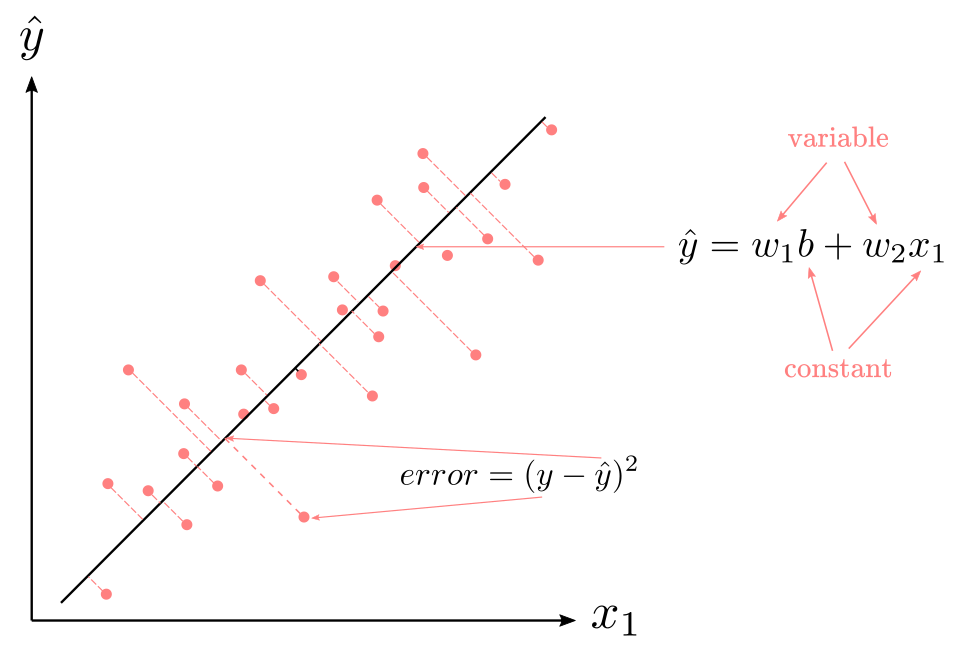 ŷ
variable
ŷ = w₁b + w₂x₁
constant
error = (y − ŷ)²
x₁